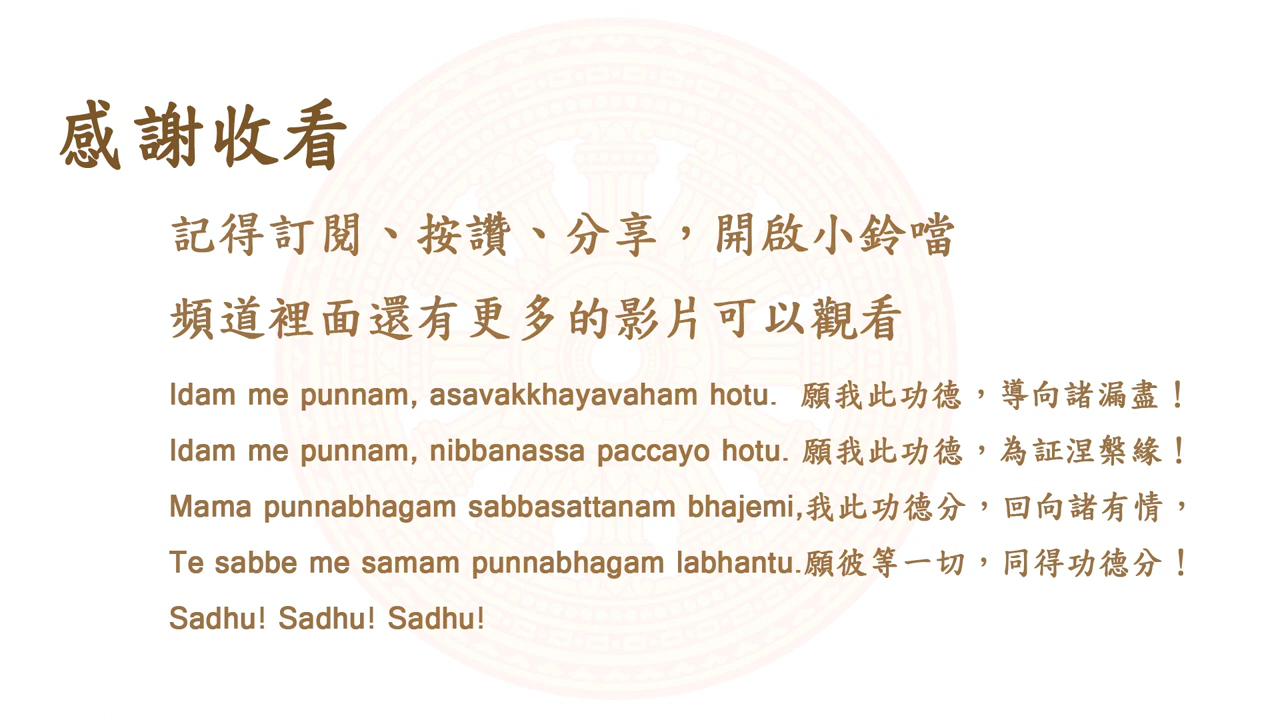 感謝收看
記得訂閱、按讚、分享，開啟小鈴噹
頻道裡面還有更多的影片可以觀看
Idam me punnam, asavakkhayavaham hotu. 願我此功德，導向諸漏盡！
Idam me punnam, nibbanassa paccayo hotu. 願我此功德，為証涅槃緣！
Mama punnabhagam sabbasattanam bhajemi,我此功德分，回向諸有情，
Te sabbe me samam punnabhagam labhantu.願彼等一切，同得功德分！
Sadhu! Sadhu! Sadhu!